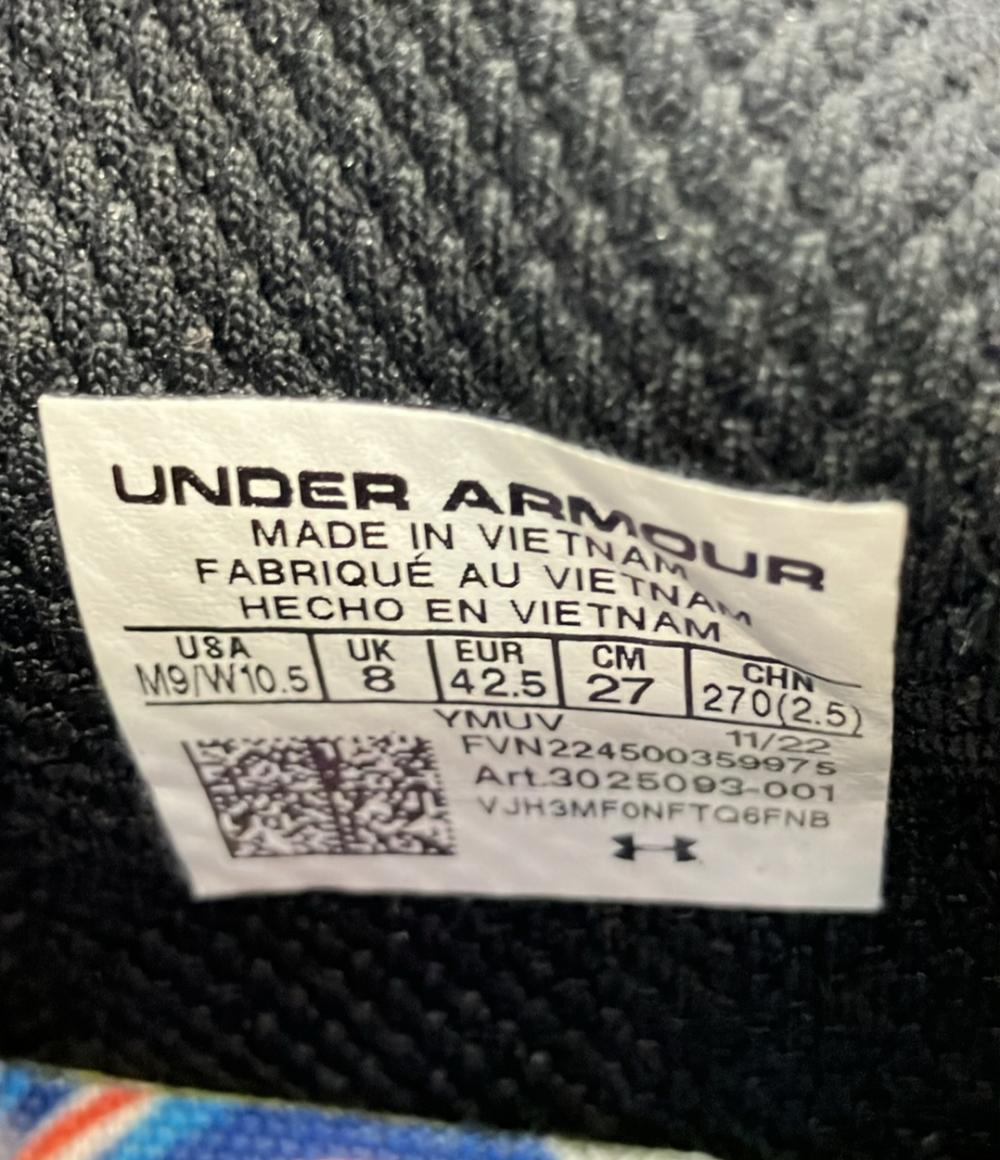 UNDER ARMOUR
MADE IN VIETNAM
FABRIQUÉ AU VIETNAM
HECHO EN VIETNAM
USA UK EUR CM CHN
M9/W10.5 8 42.5 27 270(2.5)
YMUV 11/22
FVN224500359975
Art.3025093-001
VJH3MF0NFTQ6FNB